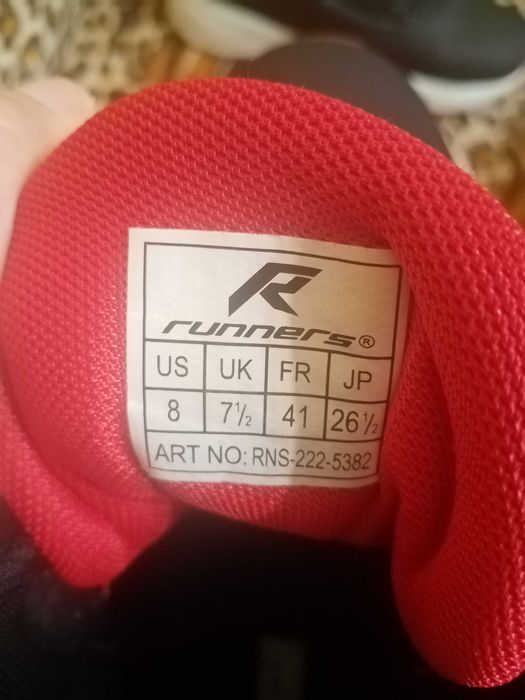 R
runners®
US UK FR JP
8 7½ 41 26½
ART NO: RNS-222-5382